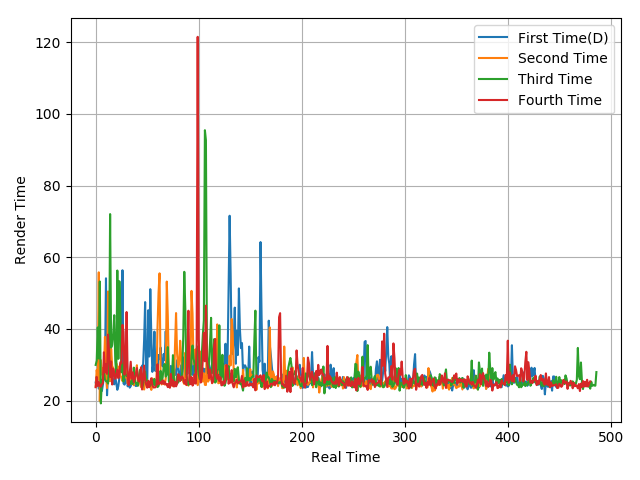 First Time(D)
Second Time
Third Time
Fourth Time
120
100
80
60
40
20
Render Time
0
100
200
300
400
500
Real Time